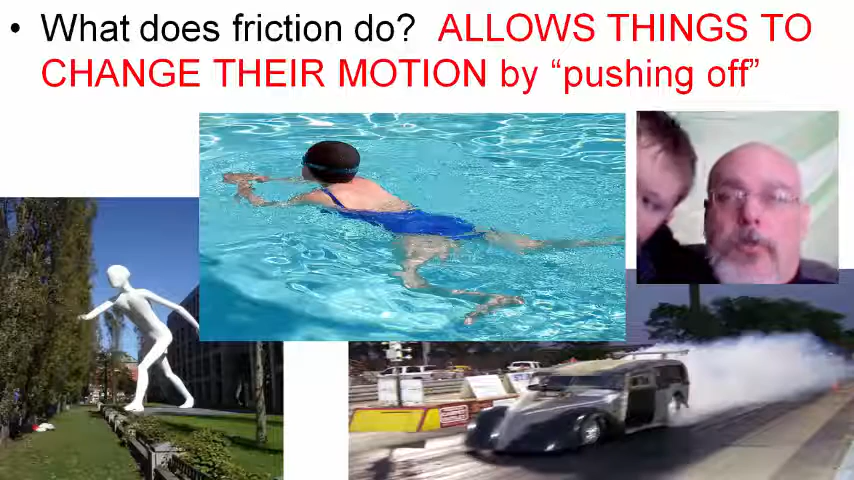 • What does friction do? ALLOWS THINGS TO
CHANGE THEIR MOTION by “pushing off”